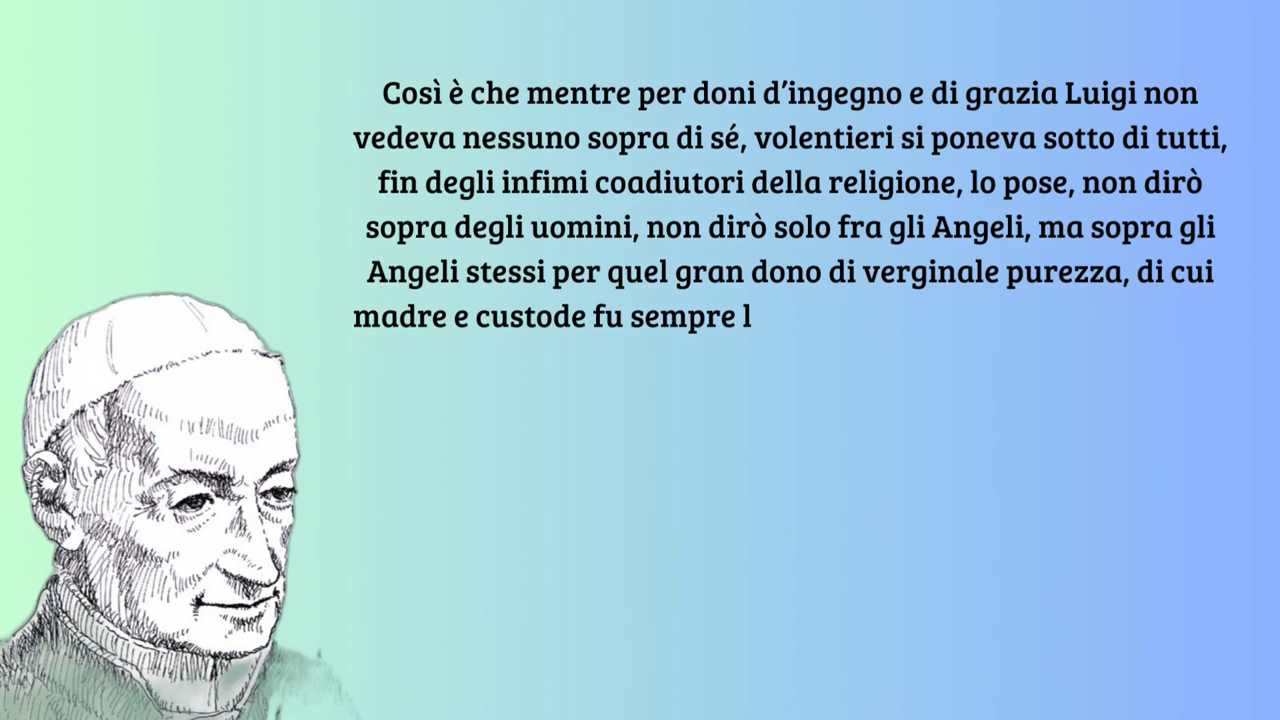 Così è che mentre per doni d’ingegno e di grazia Luigi non
vedeva nessuno sopra di sé, volentieri si poneva sotto di tutti,
fin degli infimi coadiutori della religione, lo pose, non dirò
sopra degli uomini, non dirò solo fra gli Angeli, ma sopra gli
Angeli stessi per quel gran dono di verginale purezza, di cui
madre e custode fu sempre l